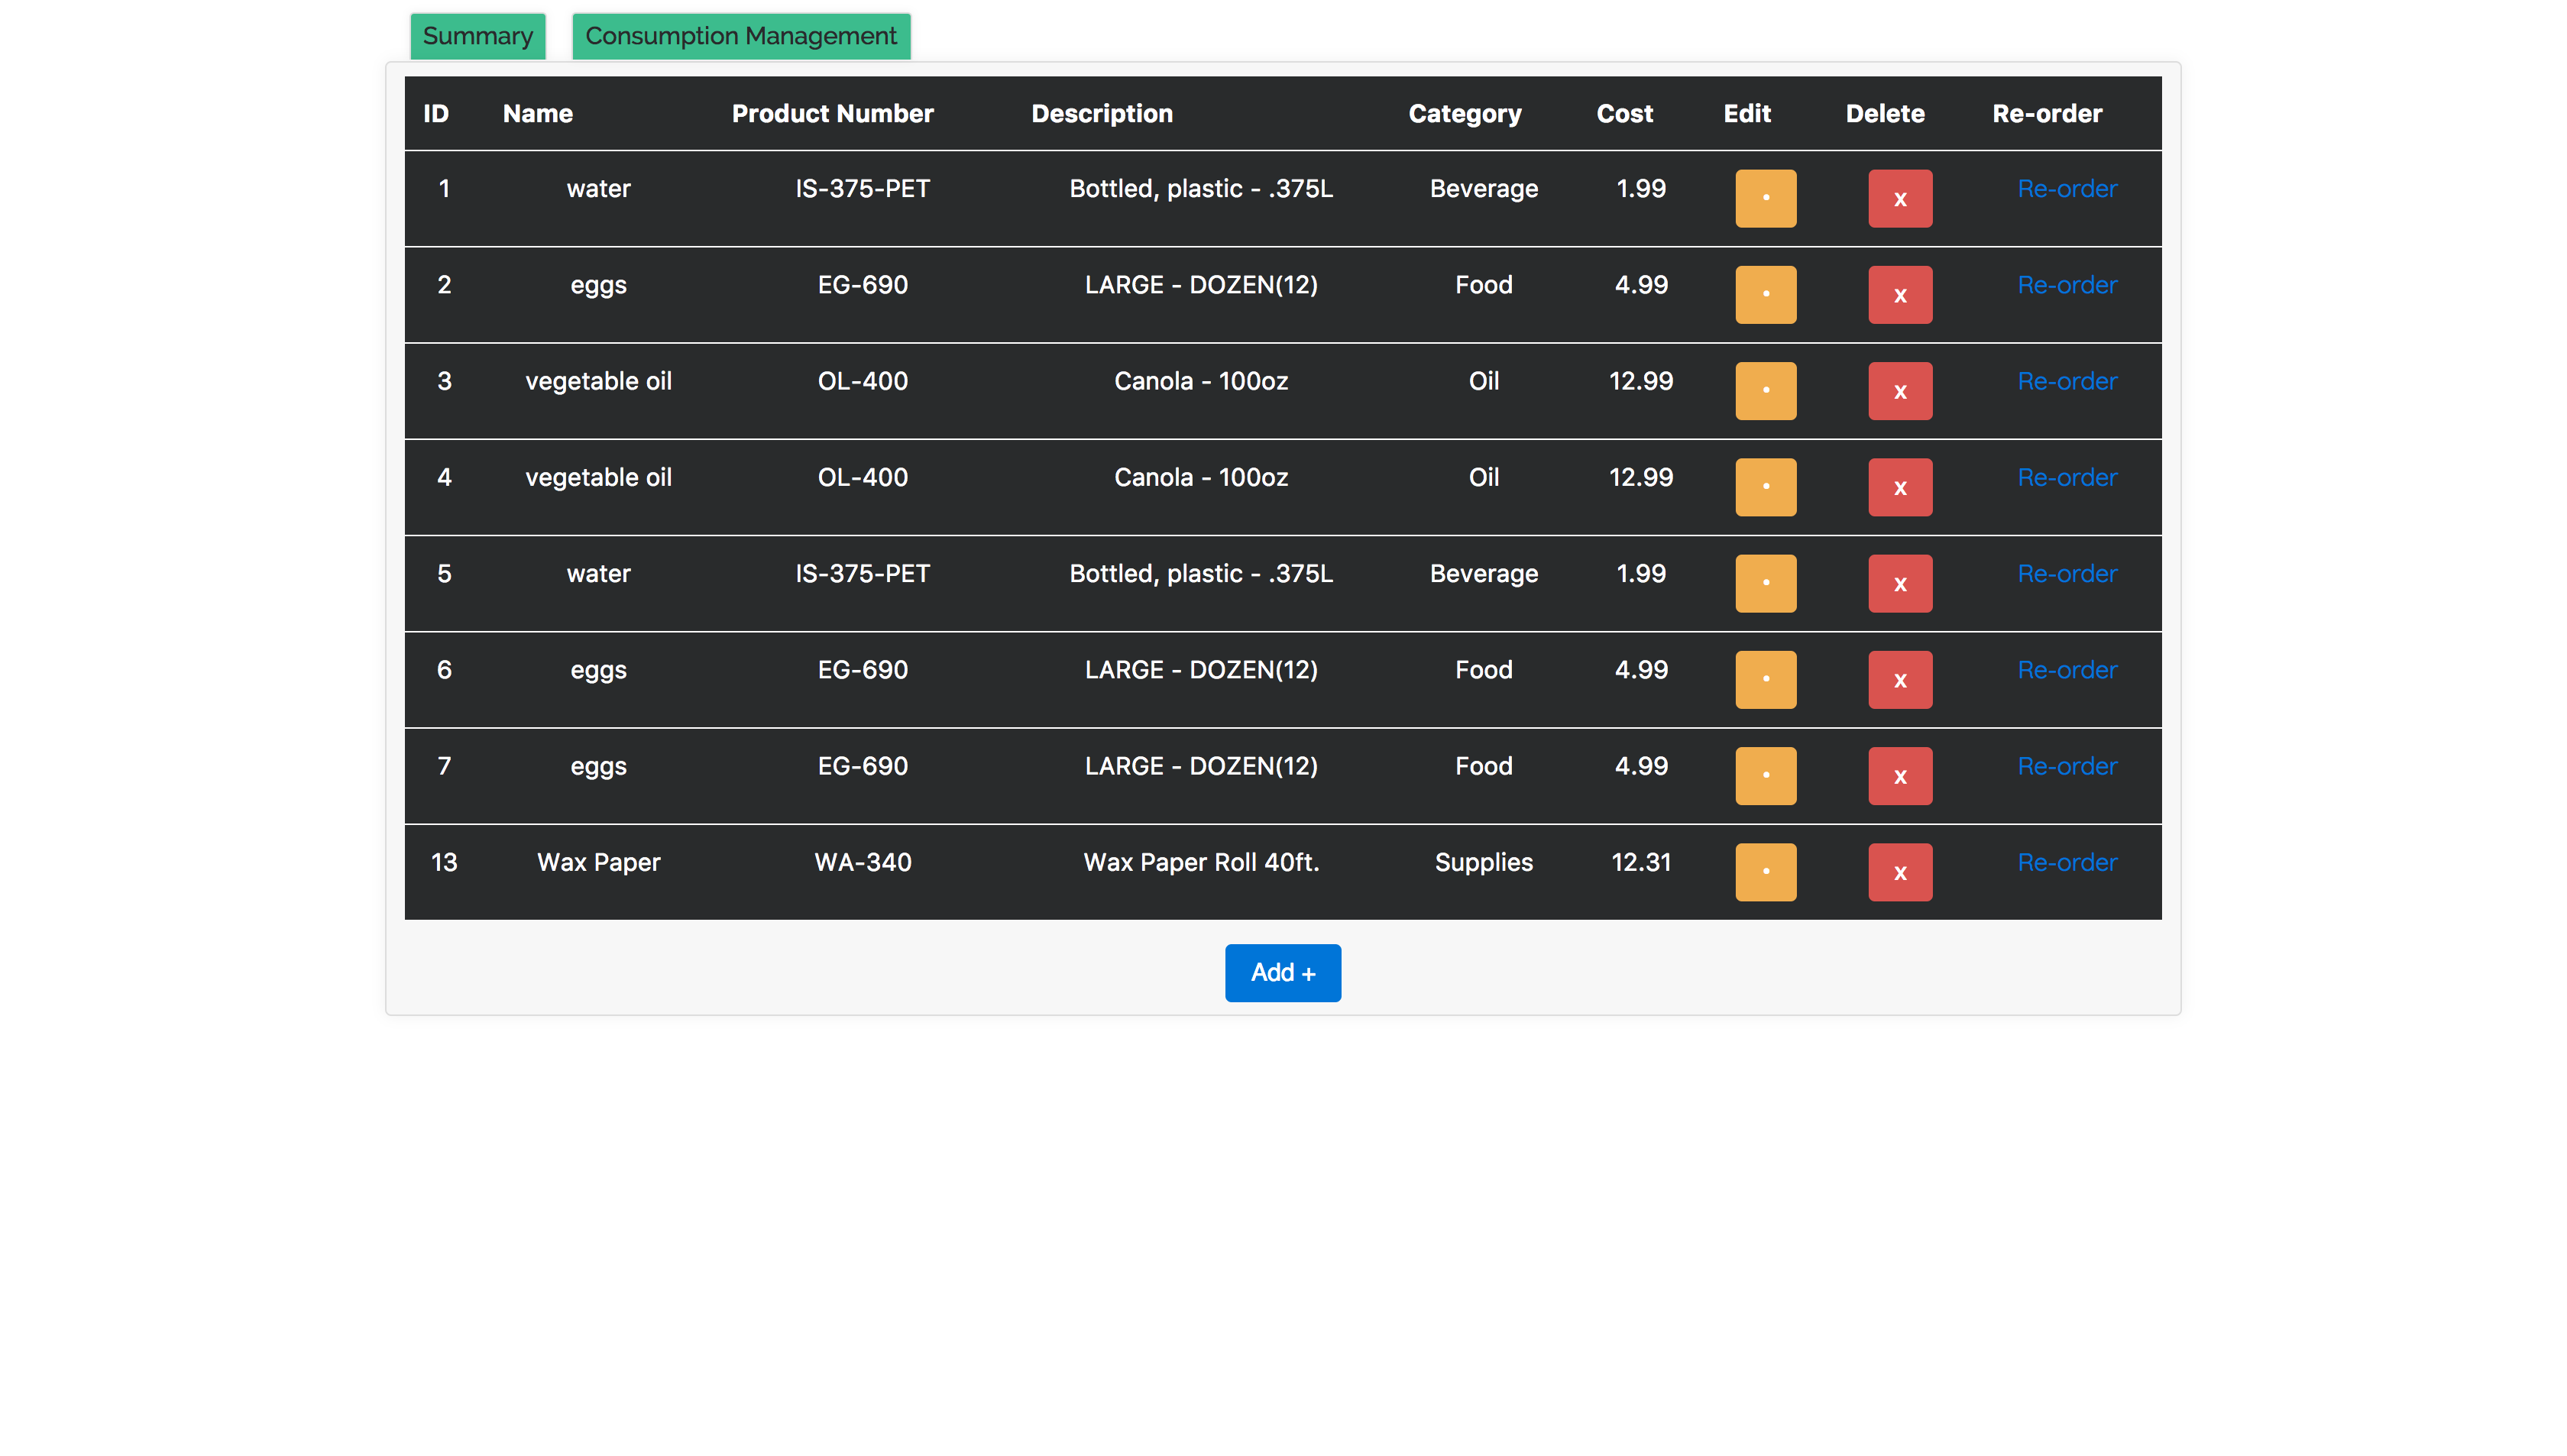 Summary Consumption Management
ID Name Product Number Description Category Cost Edit Delete Re-order
1 water IS-375-PET Bottled, plastic - .375L Beverage 1.99 • x Re-order
2 eggs EG-690 LARGE - DOZEN(12) Food 4.99 • x Re-order
3 vegetable oil OL-400 Canola - 100oz Oil 12.99 • x Re-order
4 vegetable oil OL-400 Canola - 100oz Oil 12.99 • x Re-order
5 water IS-375-PET Bottled, plastic - .375L Beverage 1.99 • x Re-order
6 eggs EG-690 LARGE - DOZEN(12) Food 4.99 • x Re-order
7 eggs EG-690 LARGE - DOZEN(12) Food 4.99 • x Re-order
13 Wax Paper WA-340 Wax Paper Roll 40ft. Supplies 12.31 • x Re-order
Add +